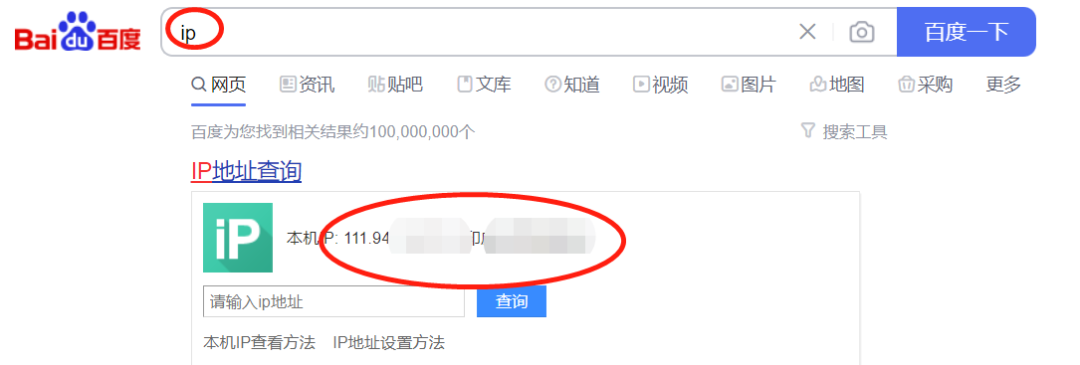 Bai du 百度
ip
百度一下
网页 资讯 贴吧 文库 知道 视频 图片 地图 采购 更多
百度为您找到相关结果约100,000,000个
搜索工具
IP地址查询
iP
本机IP: 111.94
请输入ip地址
查询
本机IP查看方法 IP地址设置方法